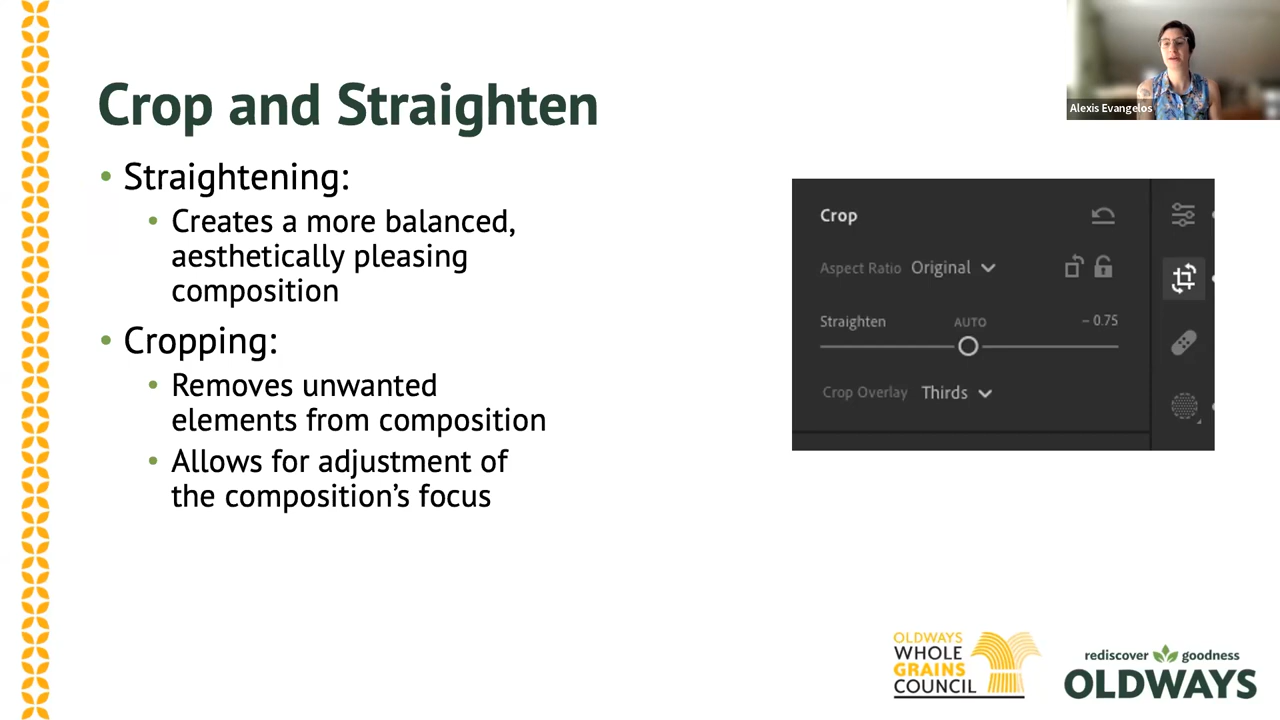 Crop and Straighten
• Straightening:
• Creates a more balanced,
aesthetically pleasing
composition
• Cropping:
• Removes unwanted
elements from composition
• Allows for adjustment of
the composition’s focus
Alexis Evangelos
Crop
Aspect Ratio Original
Straighten AUTO − 0.75
Crop Overlay Thirds
OLDWAYS
WHOLE
GRAINS
COUNCIL
rediscover goodness
OLDWAYS